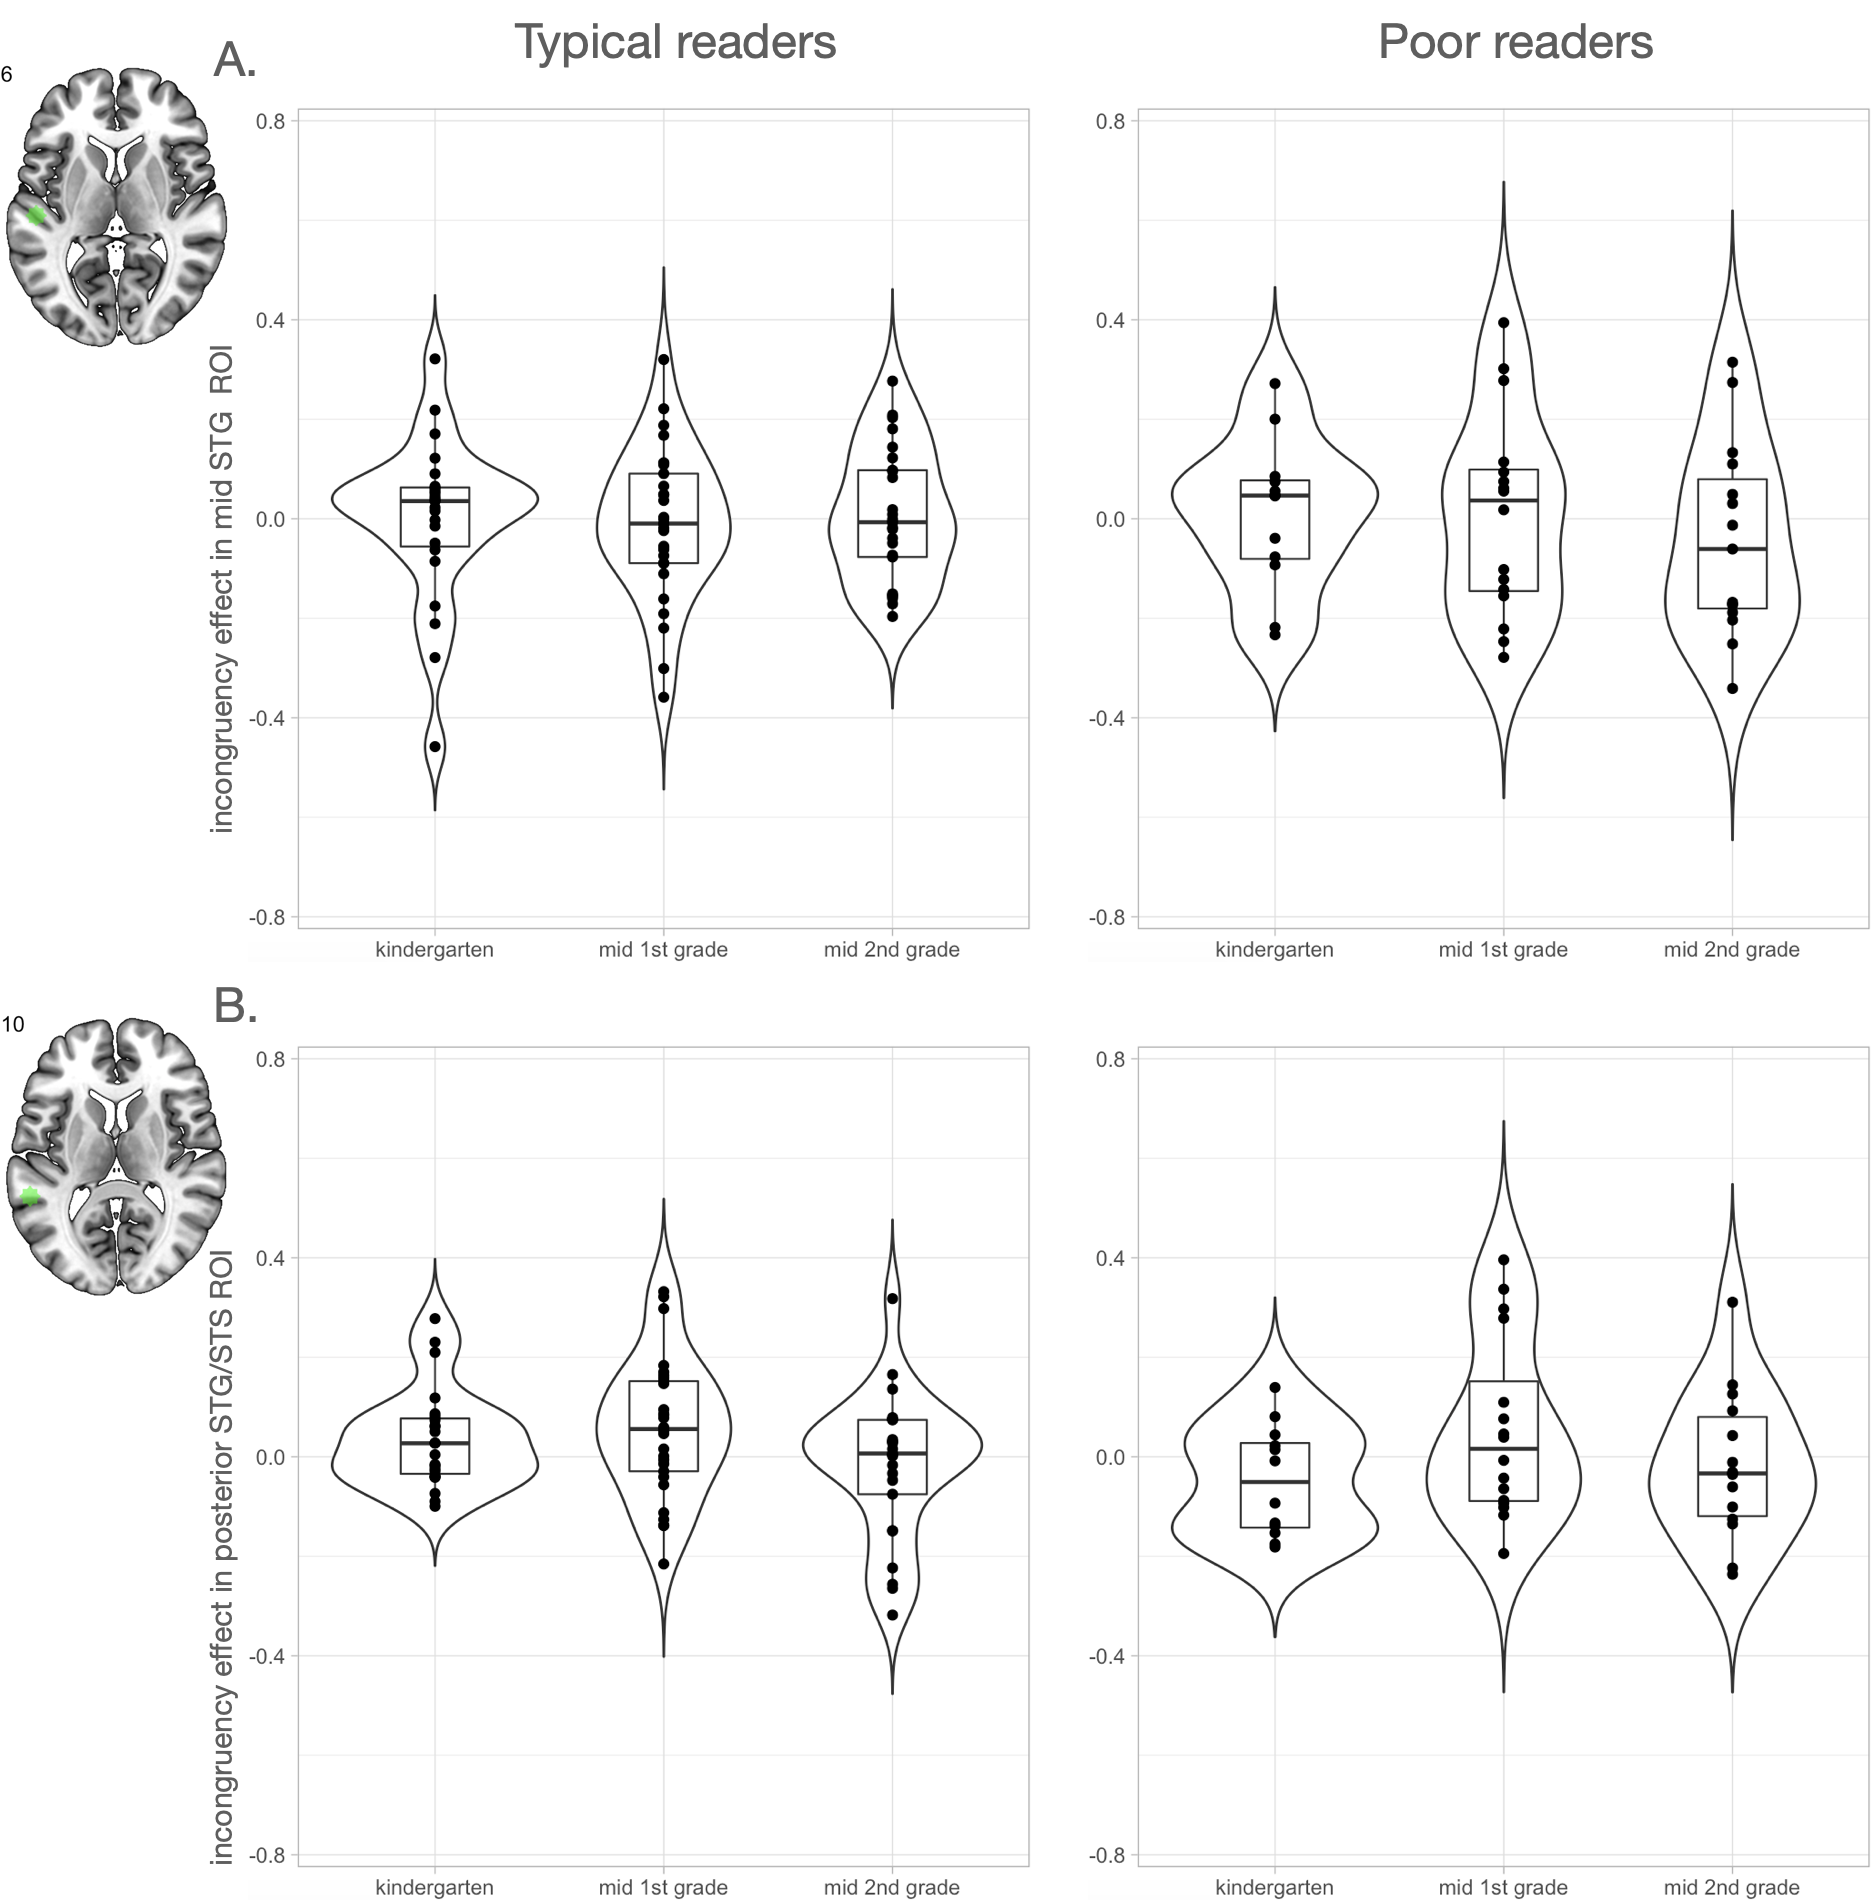 Typical readers
Poor readers
A.
6
0.8
0.4
0.0
-0.4
-0.8
incongruency effect in mid STG ROI
kindergarten
mid 1st grade
mid 2nd grade
0.8
0.4
0.0
-0.4
-0.8
kindergarten
mid 1st grade
mid 2nd grade
B.
10
0.8
0.4
0.0
-0.4
-0.8
incongruency effect in posterior STG/STS ROI
kindergarten
mid 1st grade
mid 2nd grade
0.8
0.4
0.0
-0.4
-0.8
kindergarten
mid 1st grade
mid 2nd grade